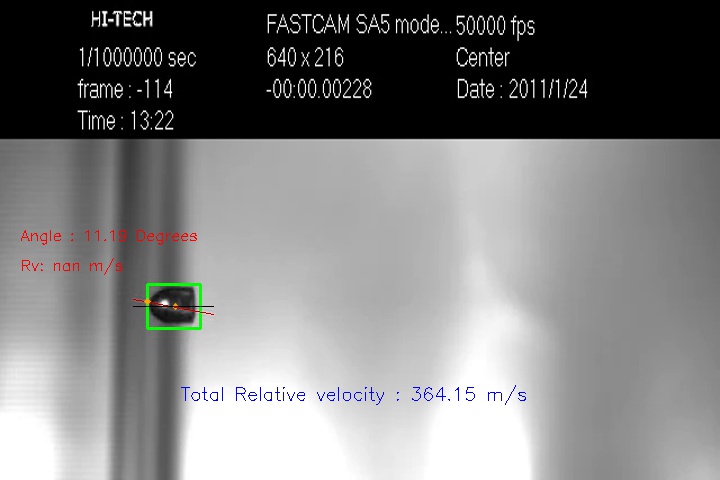 HI-TECH
FASTCAM SA5 mode... 50000 fps
1/1000000 sec 640 x 216 Center
frame : -114 -00:00.00228 Date : 2011/1/24
Time : 13:22
Angle : 11.19 Degrees
Rv: nan m/s
Total Relative velocity : 364.15 m/s